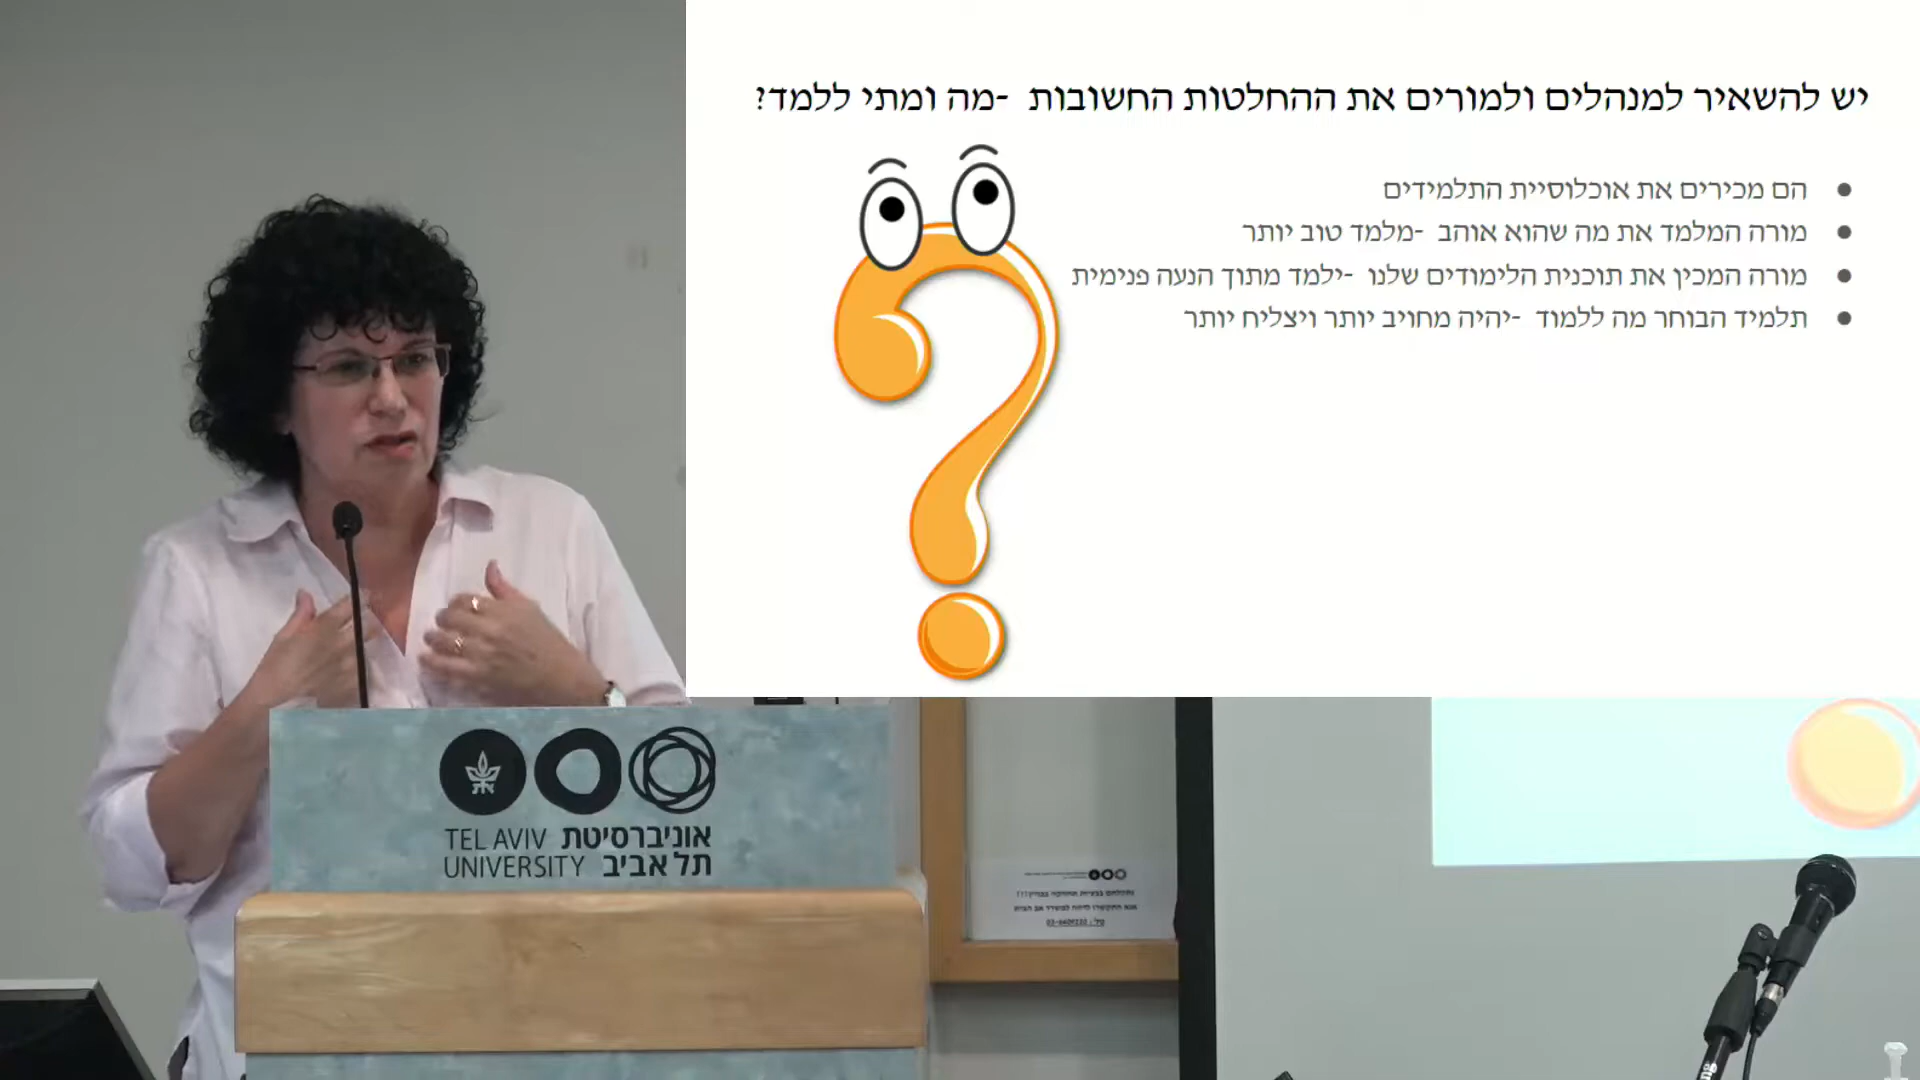 יש להשאיר למנהלים ולמורים את ההחלטות החשובות -מה ומתי ללמד?
הם מכירים את אוכלוסיית התלמידים
מורה המלמד את מה שהוא אוהב -מלמד טוב יותר
מורה המכין את תוכנית הלימודים שלנו -ילמד מתוך הנעה פנימית
תלמיד הבוחר מה ללמוד -יהיה מחויב יותר ויצליח יותר
TEL AVIV אוניברסיטת
UNIVERSITY תל אביב